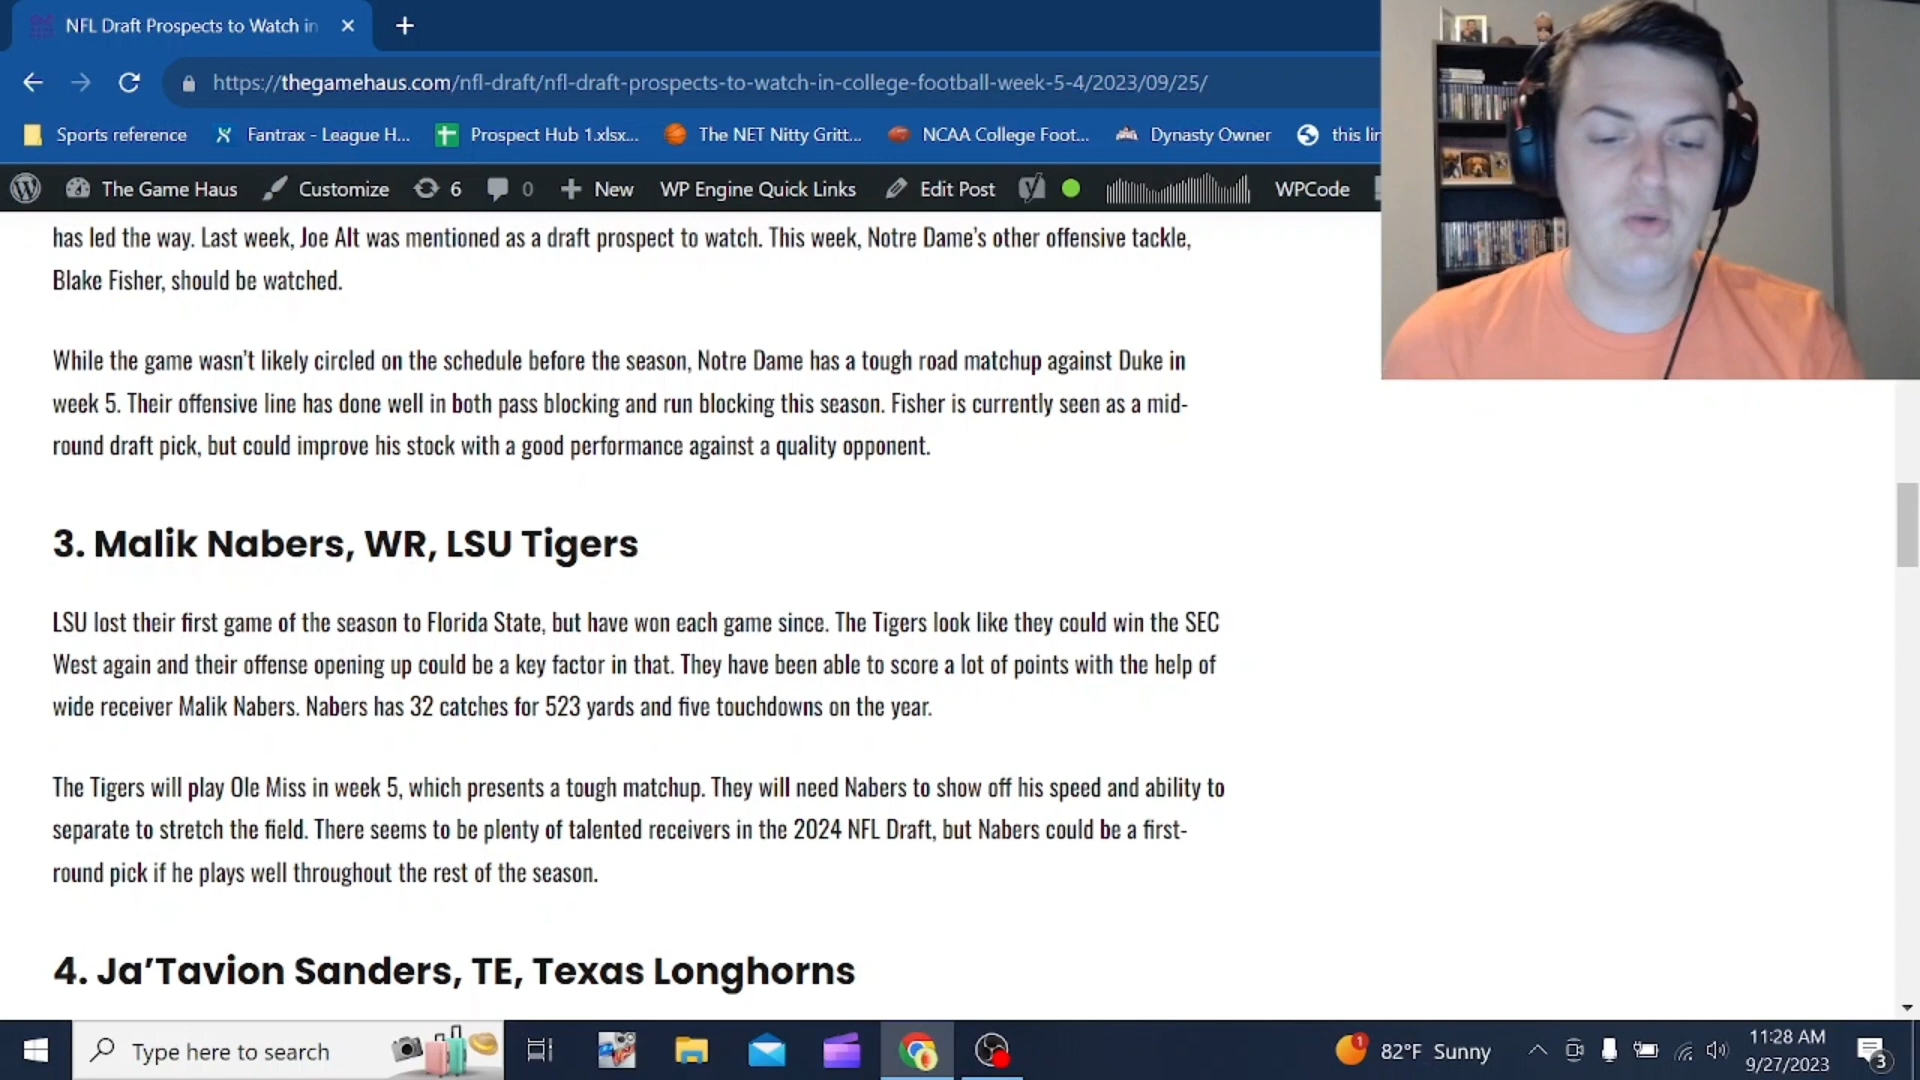 NFL Draft Prospects to Watch in
https://thegamehaus.com/nfl-draft/nfl-draft-prospects-to-watch-in-college-football-week-5-4/2023/09/25/
Sports reference Fantrax - League H... Prospect Hub 1.xlsx... The NET Nitty Gritt... NCAA College Foot... Dynasty Owner this lin
The Game Haus Customize 6 0 New WP Engine Quick Links Edit Post WPCode
has led the way. Last week, Joe Alt was mentioned as a draft prospect to watch. This week, Notre Dame's other offensive tackle,
Blake Fisher, should be watched.
While the game wasn't likely circled on the schedule before the season, Notre Dame has a tough road matchup against Duke in
week 5. Their offensive line has done well in both pass blocking and run blocking this season. Fisher is currently seen as a mid-
round draft pick, but could improve his stock with a good performance against a quality opponent.
3. Malik Nabers, WR, LSU Tigers
LSU lost their first game of the season to Florida State, but have won each game since. The Tigers look like they could win the SEC
West again and their offense opening up could be a key factor in that. They have been able to score a lot of points with the help of
wide receiver Malik Nabers. Nabers has 32 catches for 523 yards and five touchdowns on the year.
The Tigers will play Ole Miss in week 5, which presents a tough matchup. They will need Nabers to show off his speed and ability to
separate to stretch the field. There seems to be plenty of talented receivers in the 2024 NFL Draft, but Nabers could be a first-
round pick if he plays well throughout the rest of the season.
4. Ja'Tavion Sanders, TE, Texas Longhorns
Type here to search
1 82°F Sunny
11:28 AM
9/27/2023
3